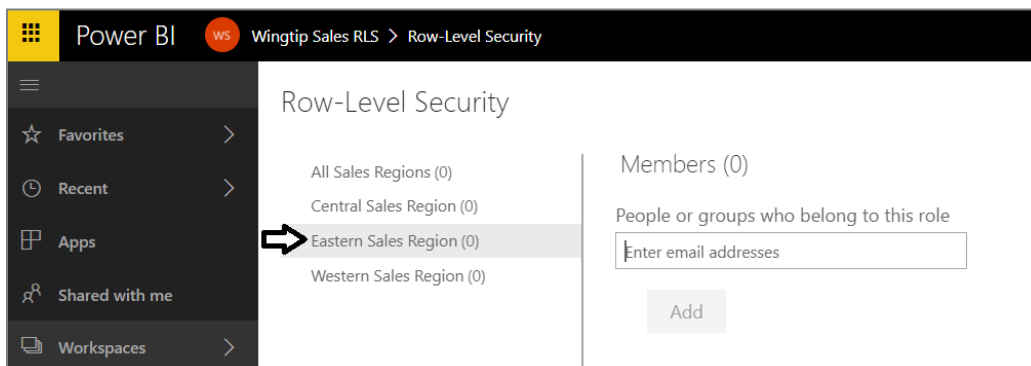 Power BI WS Wingtip Sales RLS > Row-Level Security
Favorites
Recent
Apps
Shared with me
Workspaces
Row-Level Security
All Sales Regions (0)
Central Sales Region (0)
Eastern Sales Region (0)
Western Sales Region (0)
Members (0)
People or groups who belong to this role
Enter email addresses
Add